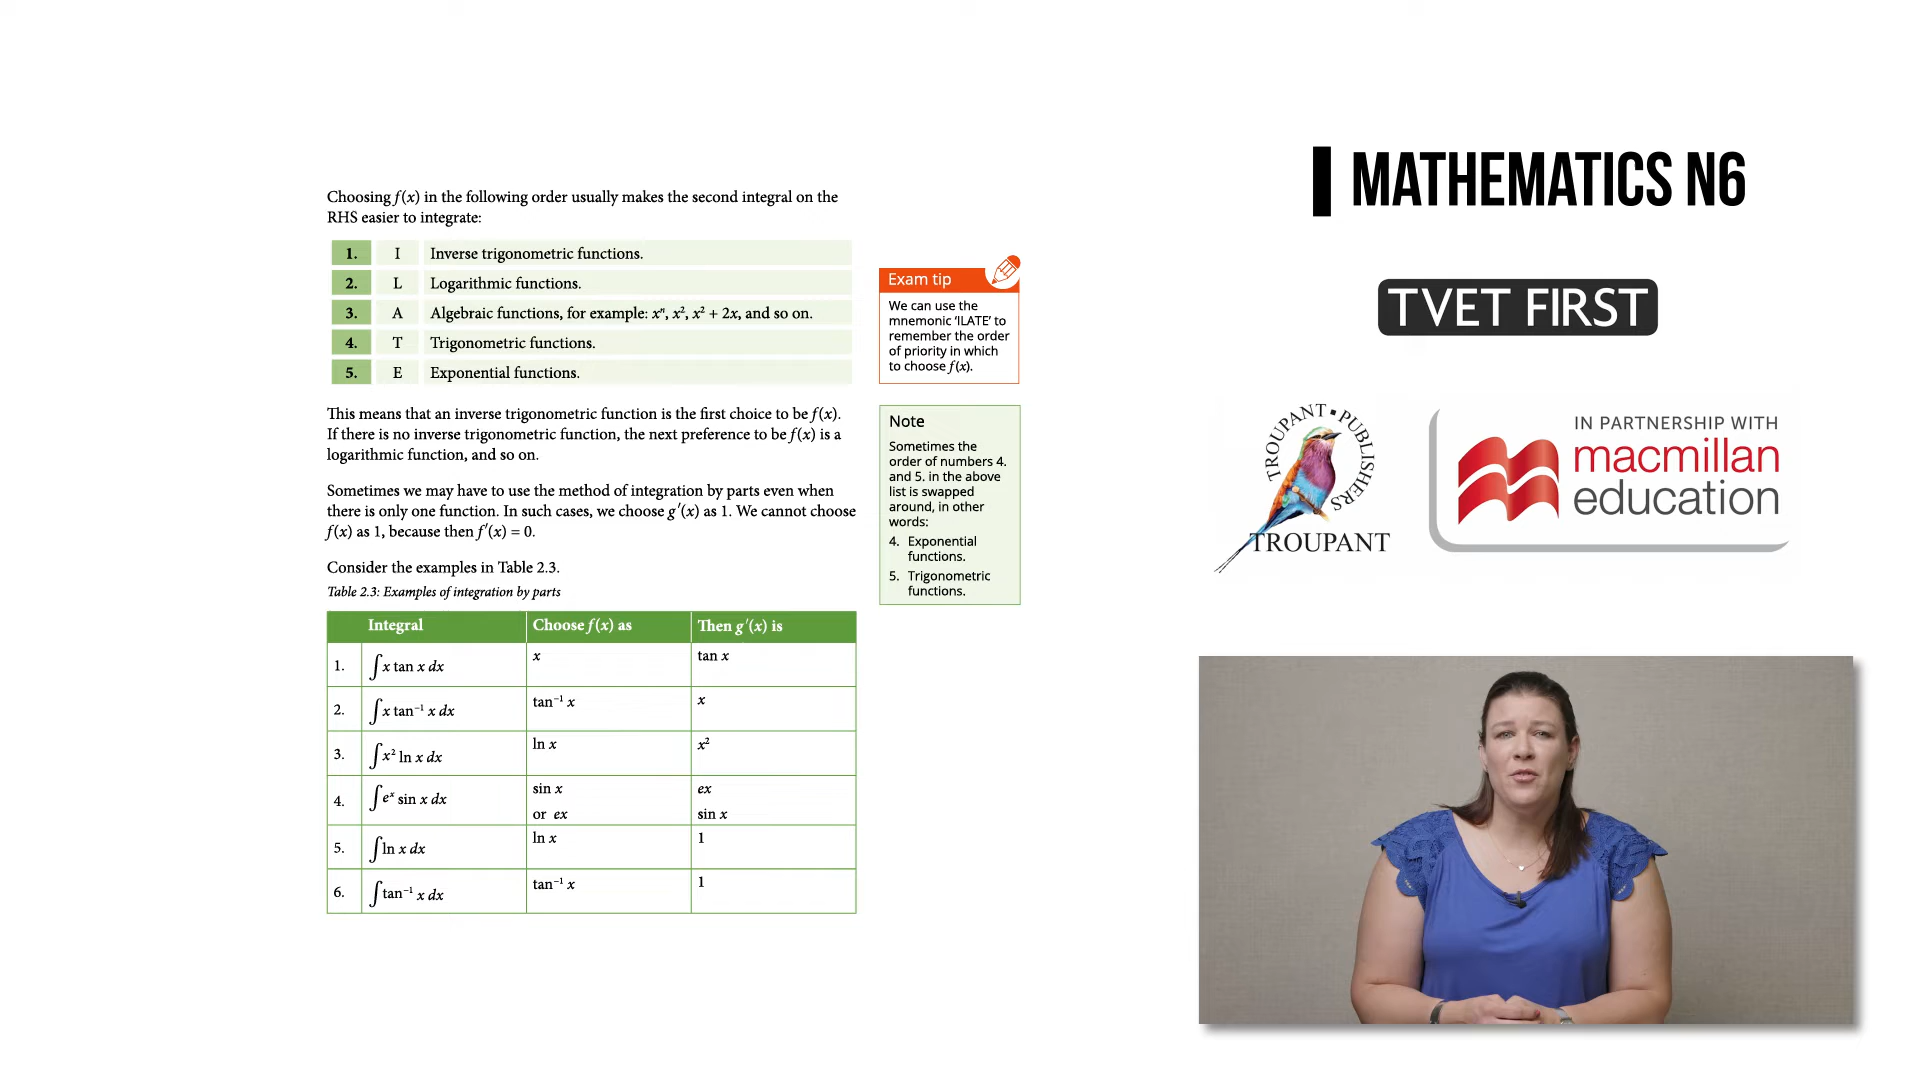 Choosing f(x) in the following order usually makes the second integral on the
RHS easier to integrate:
1. I Inverse trigonometric functions.
2. L Logarithmic functions.
3. A Algebraic functions, for example: xⁿ, x², x² + 2x, and so on.
4. T Trigonometric functions.
5. E Exponential functions.
This means that an inverse trigonometric function is the first choice to be f(x).
If there is no inverse trigonometric function, the next preference to be f(x) is a
logarithmic function, and so on.
Sometimes we may have to use the method of integration by parts even when
there is only one function. In such cases, we choose g′(x) as 1. We cannot choose
f(x) as 1, because then f′(x) = 0.
Consider the examples in Table 2.3.
Table 2.3: Examples of integration by parts
Integral Choose f(x) as Then g′(x) is
1. ∫x tan x dx x tan x
2. ∫x tan⁻¹ x dx tan⁻¹ x x
3. ∫x² ln x dx ln x x²
4. ∫eˣ sin x dx sin x ex
or ex sin x
5. ∫ln x dx ln x 1
6. ∫tan⁻¹ x dx tan⁻¹ x 1
Exam tip
We can use the
mnemonic ‘ILATE’ to
remember the order
of priority in which
to choose f(x).
Note
Sometimes the
order of numbers 4.
and 5. in the above
list is swapped
around, in other
words:
4. Exponential
functions.
5. Trigonometric
functions.
MATHEMATICS N6
TVET FIRST
TROUPANT • PUBLISHERS
TROUPANT
IN PARTNERSHIP WITH
macmillan
education